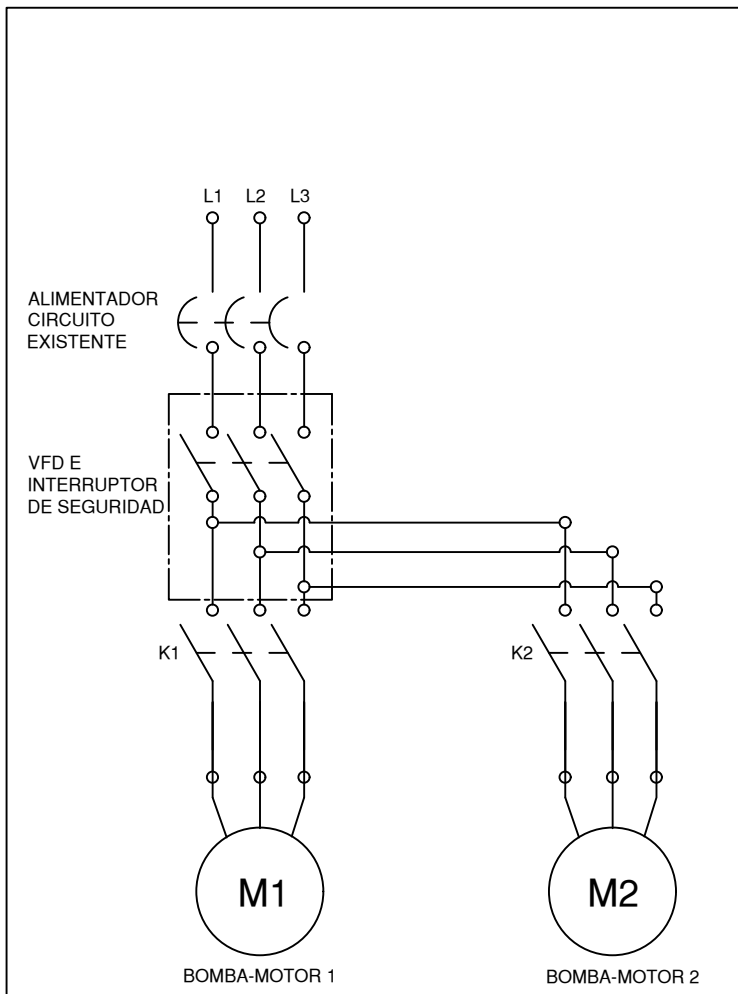 L1 L2 L3
ALIMENTADOR
CIRCUITO
EXISTENTE
VFD E
INTERRUPTOR
DE SEGURIDAD
K1 K2
M1 M2
BOMBA-MOTOR 1 BOMBA-MOTOR 2